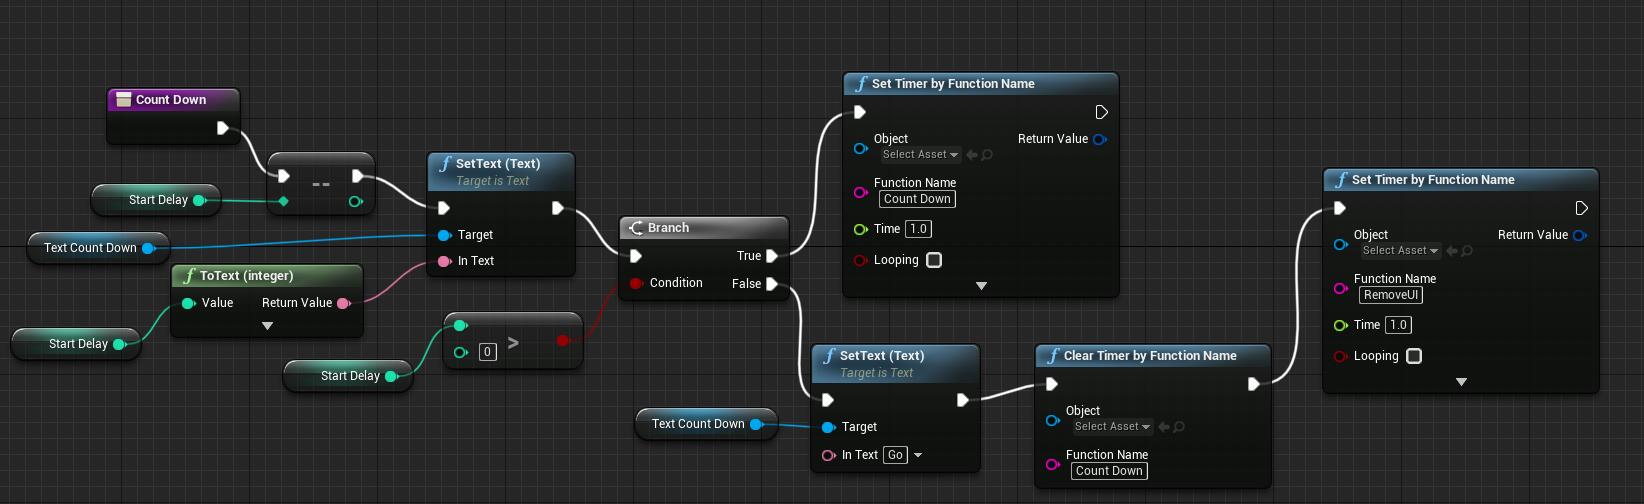 Count Down
--
Start Delay
Text Count Down
ToText (integer)
Value
Return Value
Start Delay
SetText (Text)
Target is Text
Target
In Text
Start Delay
0
>
Branch
True
Condition
False
Set Timer by Function Name
Object
Return Value
Select Asset
Function Name
Count Down
Time 1.0
Looping
Text Count Down
SetText (Text)
Target is Text
Target
In Text Go
Clear Timer by Function Name
Object
Select Asset
Function Name
Count Down
Set Timer by Function Name
Object
Return Value
Select Asset
Function Name
RemoveUI
Time 1.0
Looping